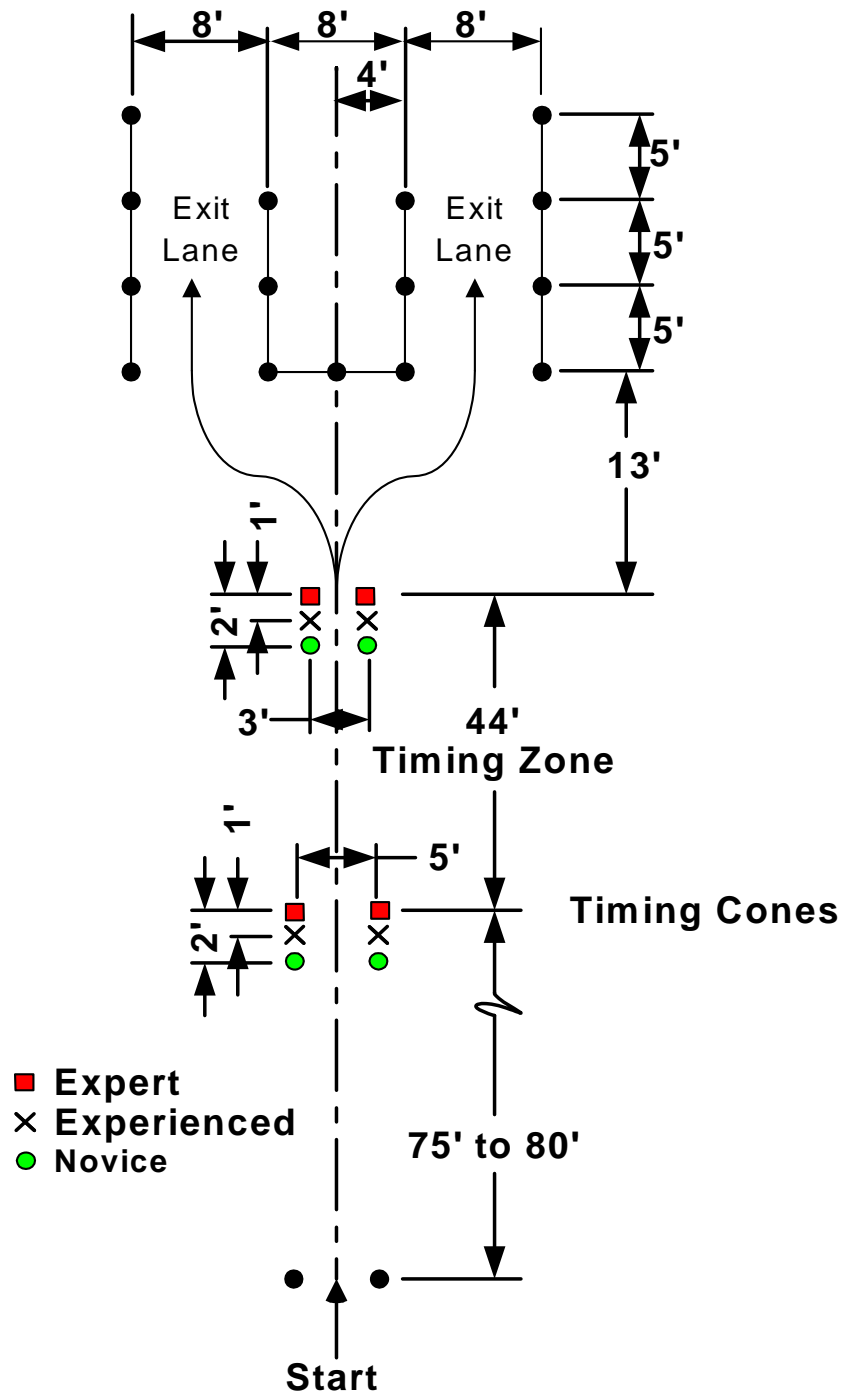 8'
8'
8'
4'
Exit
Lane
Exit
Lane
5'
5'
5'
13'
1'
2'
3'
44'
Timing Zone
1'
5'
2'
Timing Cones
Expert
Experienced
Novice
75' to 80'
Start